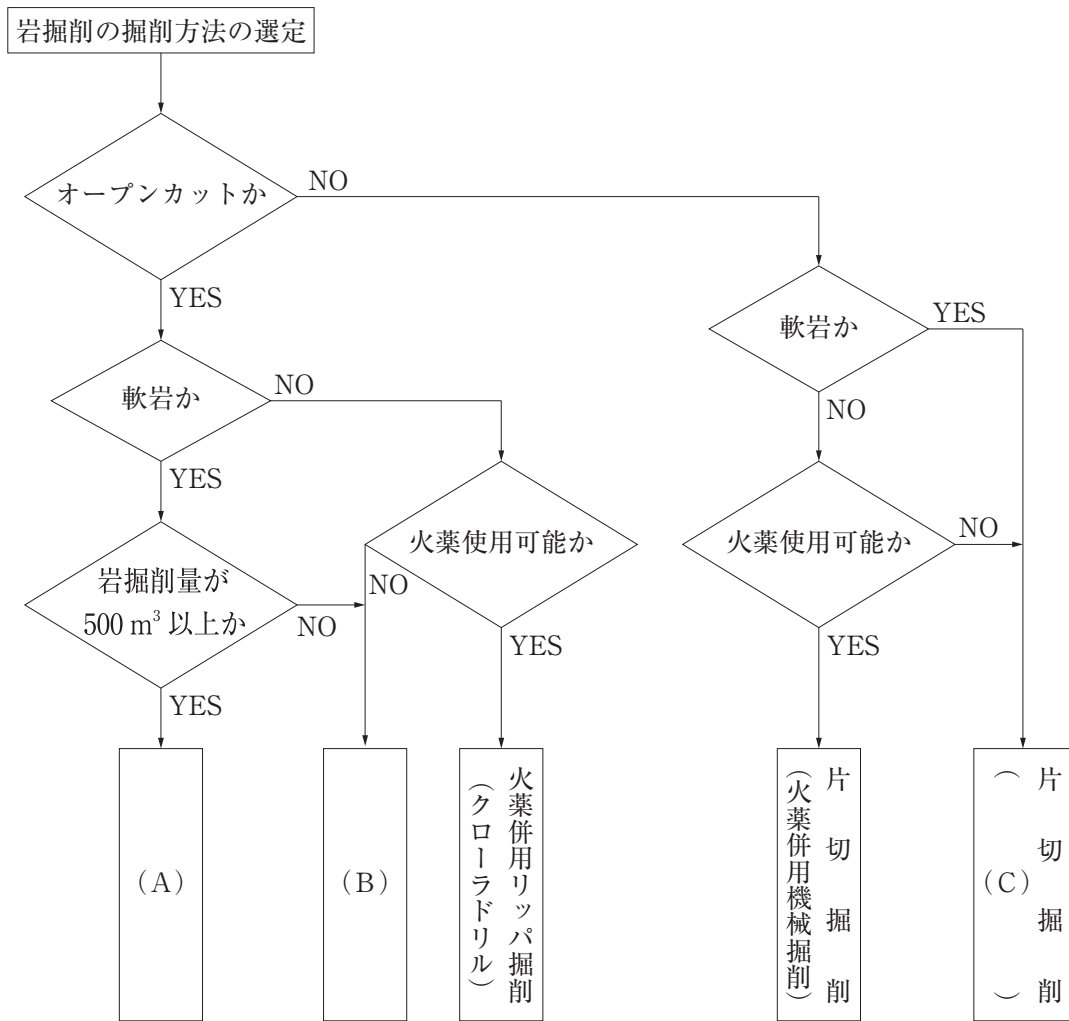 岩掘削の掘削方法の選定
オープンカットか
NO
YES
軟岩か
YES
NO
軟岩か
NO
YES
火薬使用可能か
NO
YES
火薬使用可能か
NO
YES
岩掘削量が
500 m³ 以上か
NO
YES
(A)
(B)
火薬併用リッパ掘削
(クローラドリル)
片切掘削
(火薬併用機械掘削)
片切掘削
( (C) )